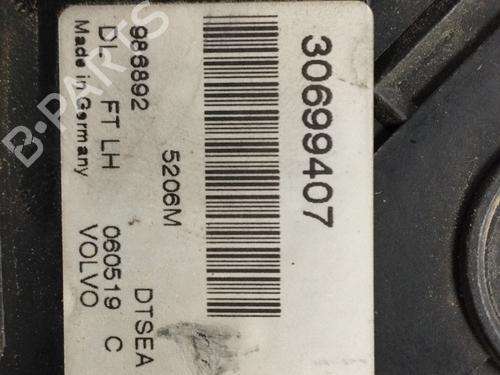 30699407
5206M DTSEA
986892
DL FT LH 060519 C
Made in Germany VOLVO
B-PARTS